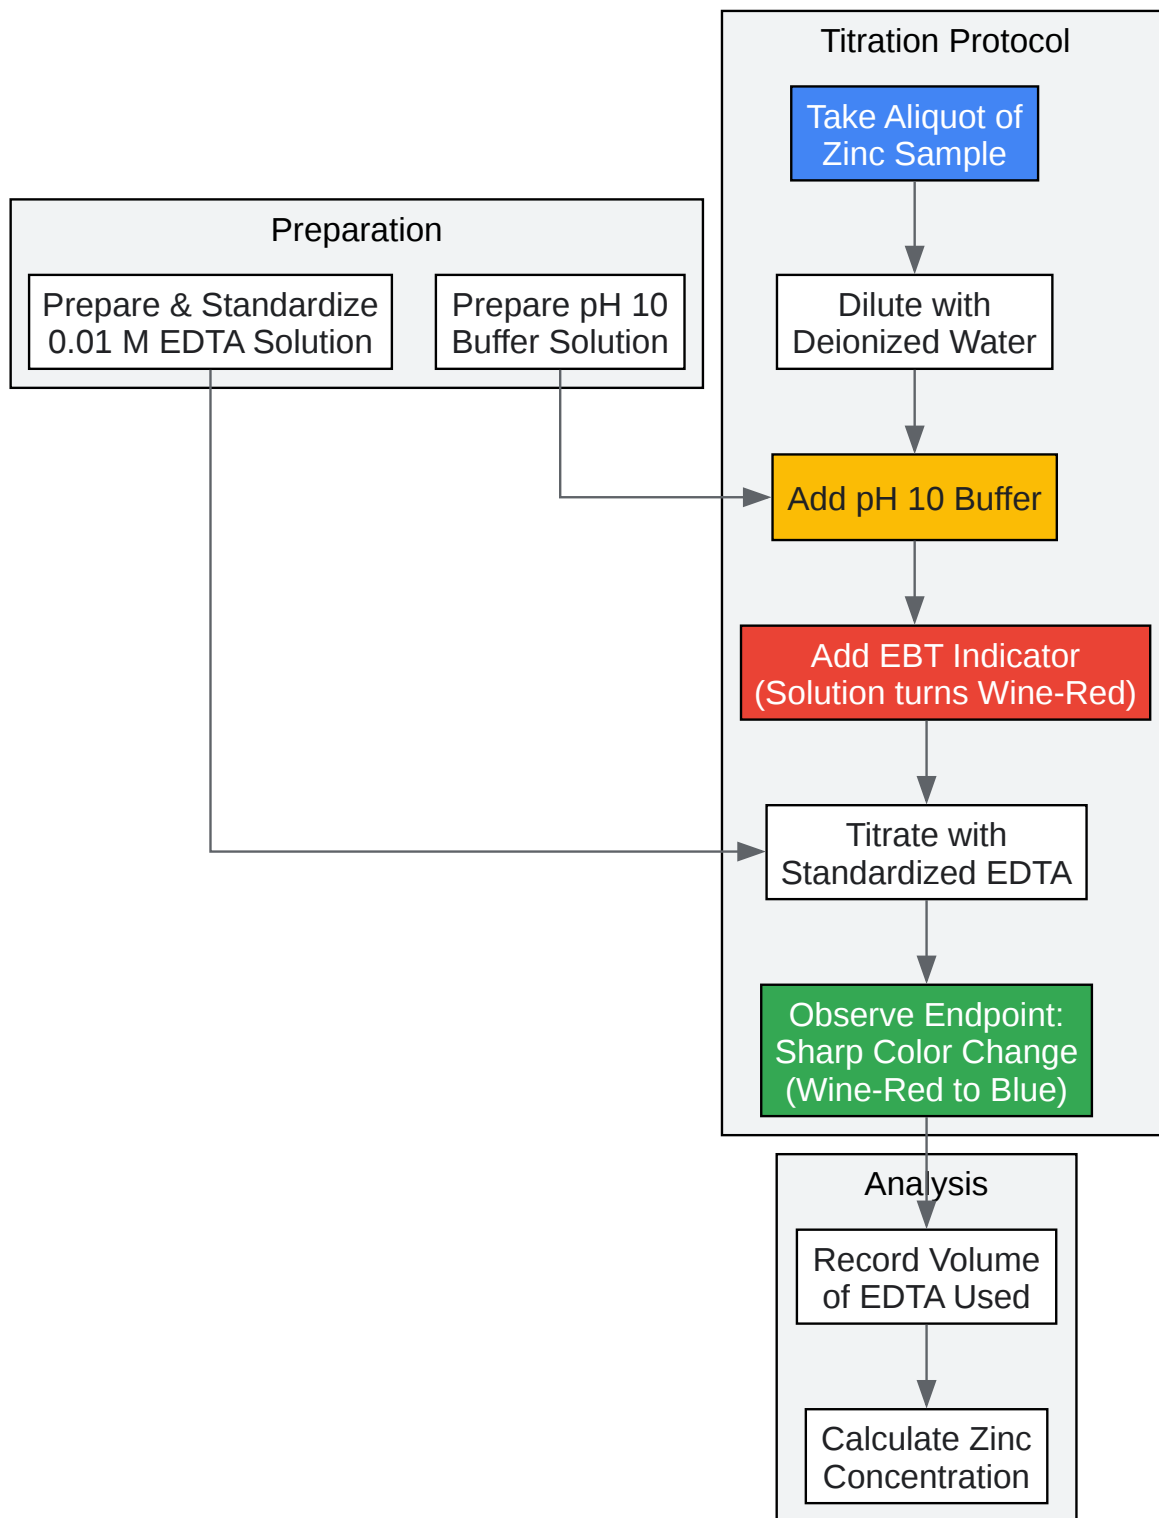 Titration Protocol
Take Aliquot of
Zinc Sample
Preparation
Prepare & Standardize
0.01 M EDTA Solution
Prepare pH 10
Buffer Solution
Dilute with
Deionized Water
Add pH 10 Buffer
Add EBT Indicator
(Solution turns Wine-Red)
Titrate with
Standardized EDTA
Observe Endpoint:
Sharp Color Change
(Wine-Red to Blue)
Analysis
Record Volume
of EDTA Used
Calculate Zinc
Concentration